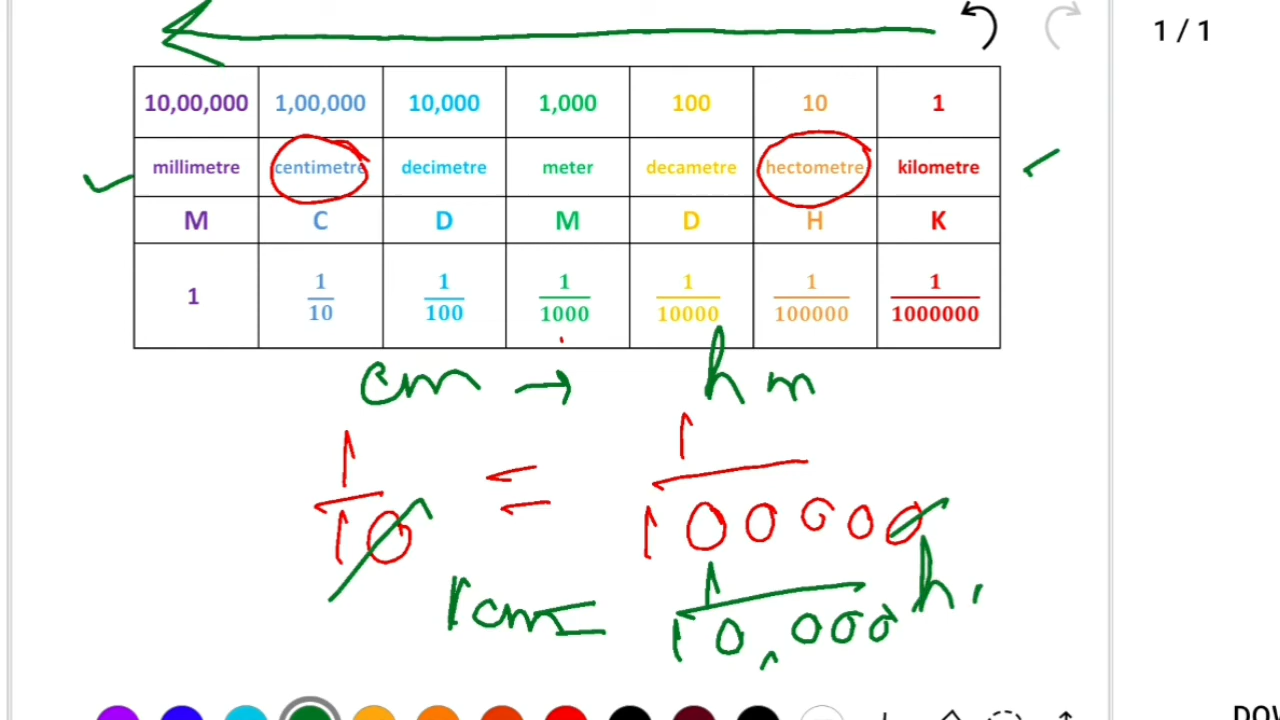 1 / 1
10,00,000 1,00,000 10,000 1,000 100 10 1
millimetre centimetre decimetre meter decametre hectometre kilometre
M C D M D H K
1 1/10 1/100 1/1000 1/10000 1/100000 1/1000000
cm → hm
1/10 = 1/100000
1cm = 1/10,000 h